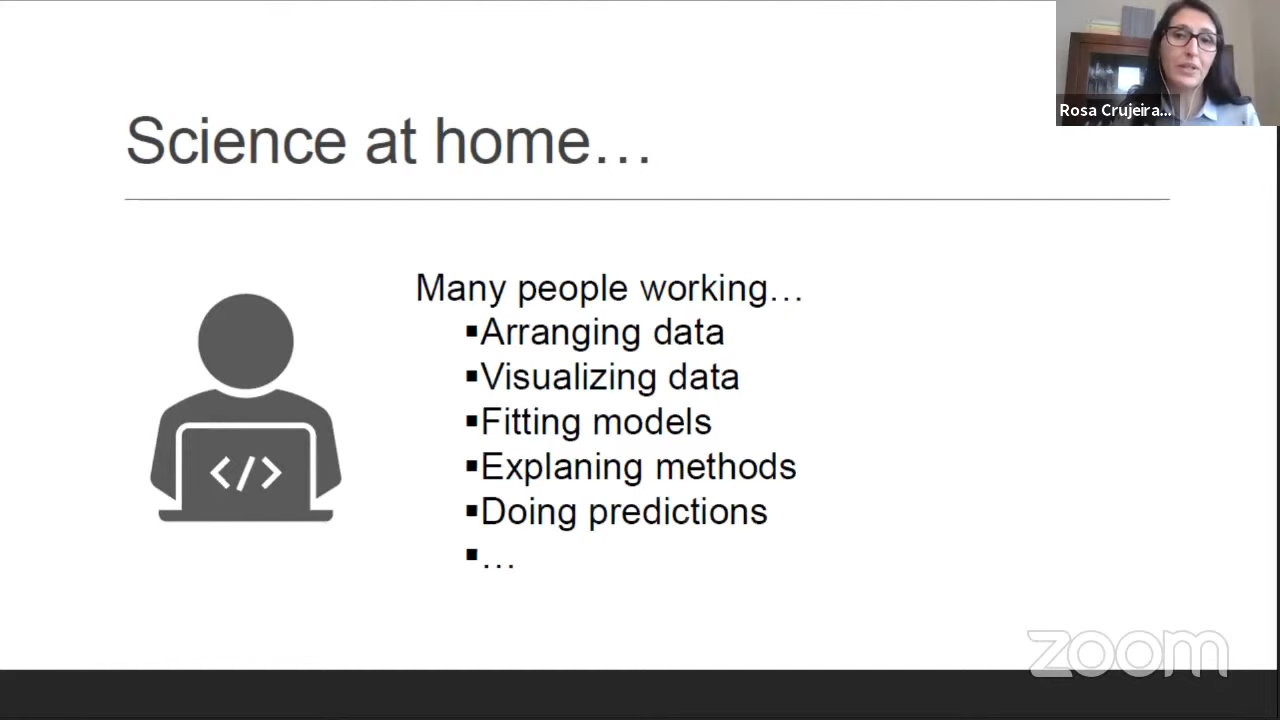 Rosa Crujeira...
Science at home…
Many people working…
▪Arranging data
▪Visualizing data
▪Fitting models
▪Explaning methods
▪Doing predictions
▪…
</>
zoom